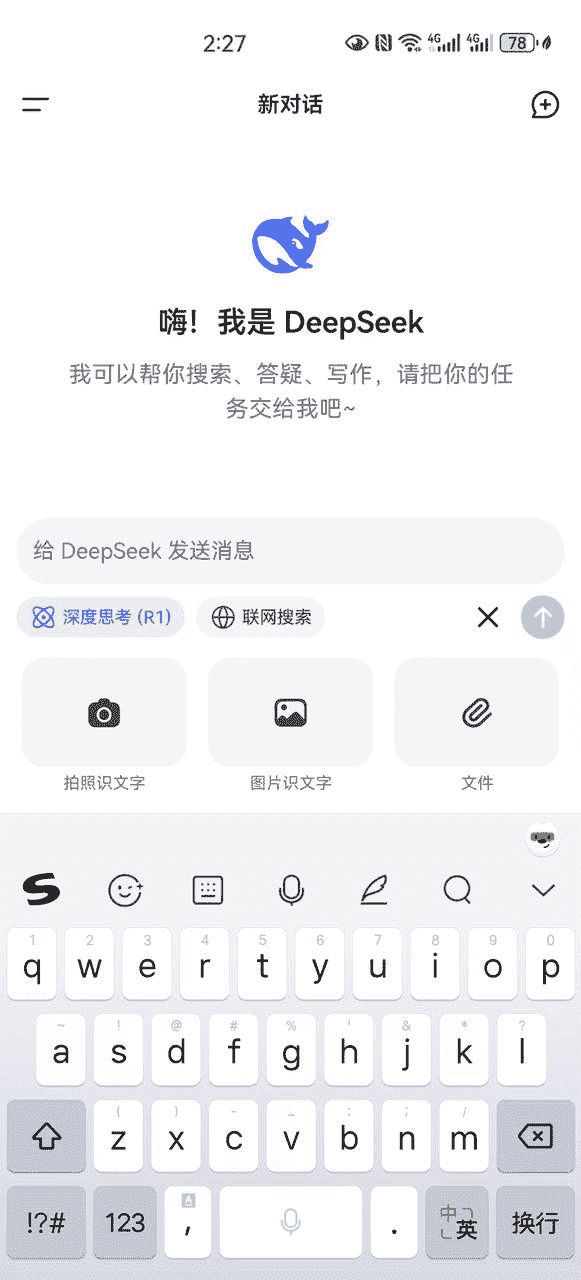 2:27
4G 4G 78
新对话
嗨！我是 DeepSeek
我可以帮你搜索、答疑、写作，请把你的任
务交给我吧~
给 DeepSeek 发送消息
深度思考 (R1) 联网搜索
拍照识文字 图片识文字 文件
1 2 3 4 5 6 7 8 9 0
q w e r t y u i o p
~ ! @ # % ' & * ?
a s d f g h j k l
( ) - _ : ; /
z x c v b n m
!?# 123 , . 中 英 换行